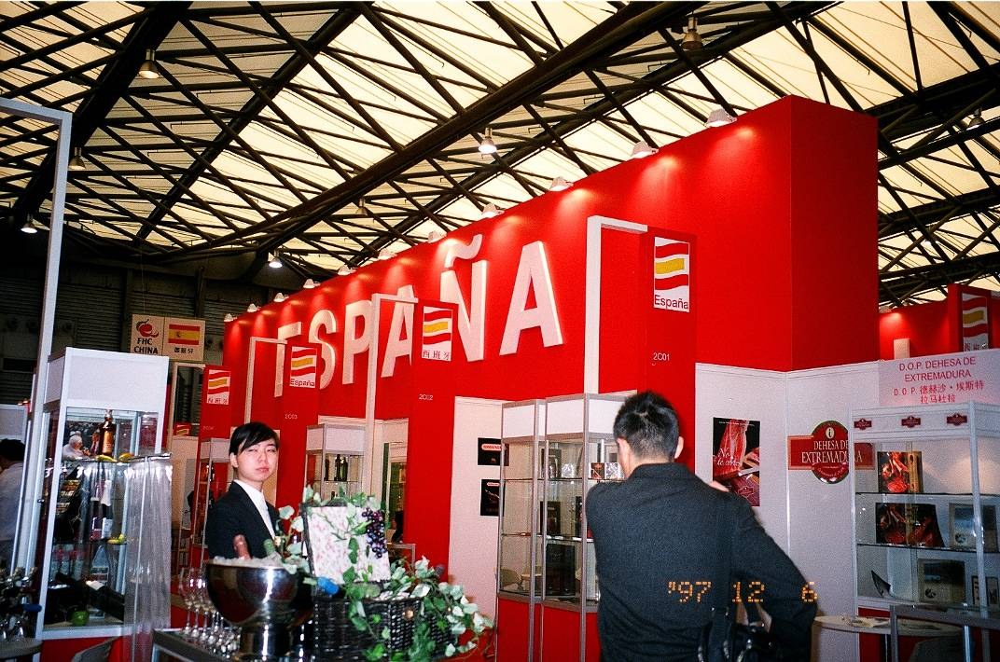 ESPAÑA
España
2C01
西班牙
2C02
España
2C03
西班牙
FHC
CHINA
西班牙
D.O.P. DEHESA DE
EXTREMADURA
D.O.P. 德赫沙·埃斯特
拉马杜拉
DEHESA DE
EXTREMADURA
'97 12 6